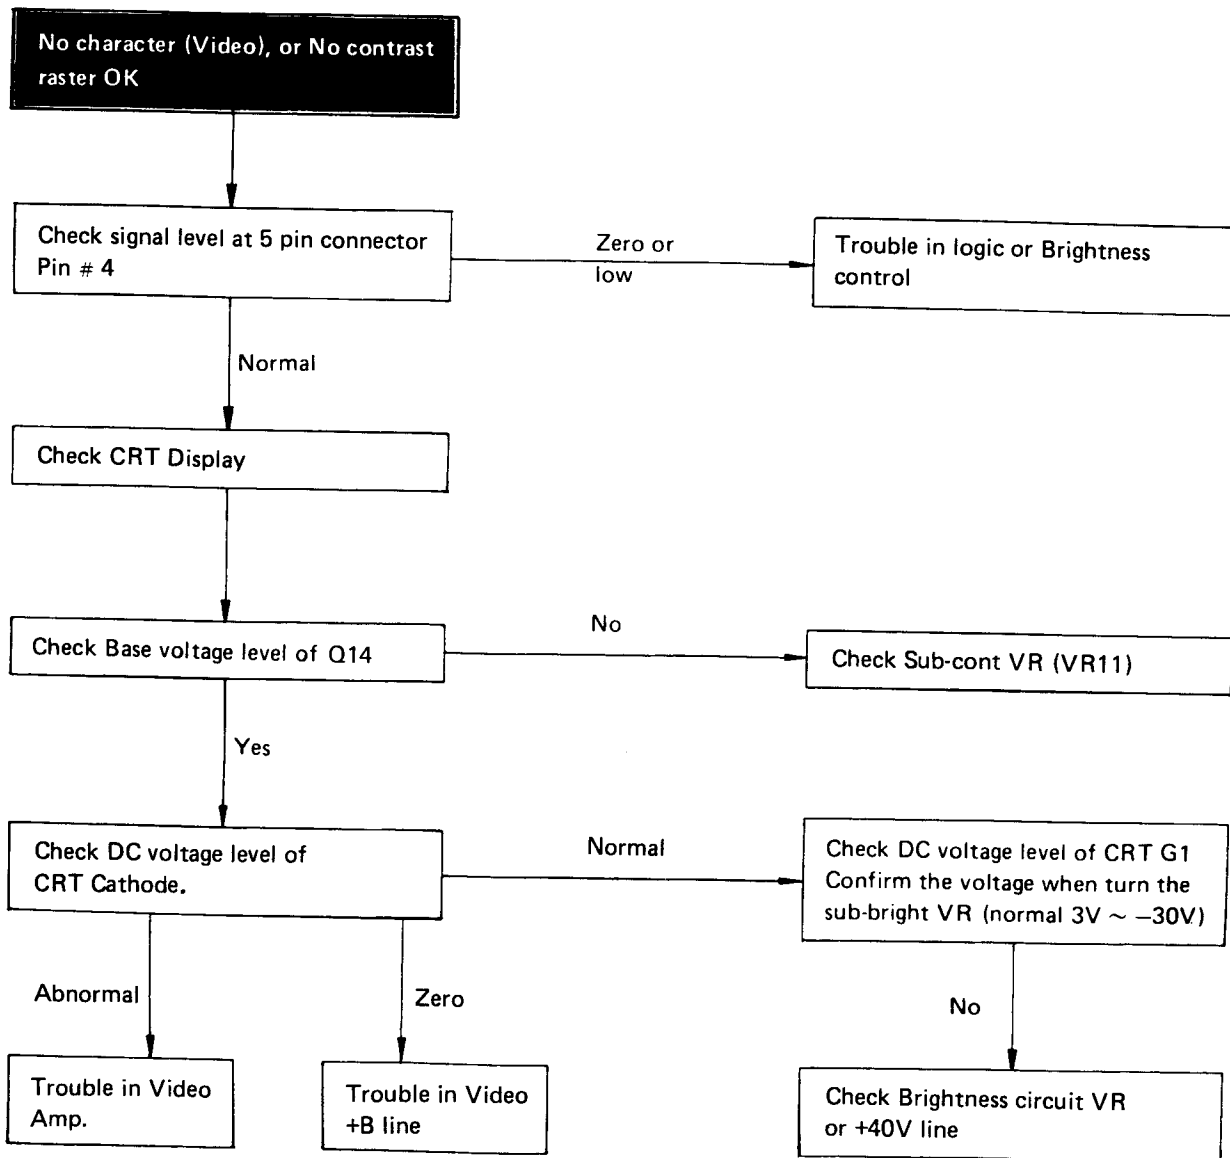 No character (Video), or No contrast
raster OK
Check signal level at 5 pin connector
Pin # 4
Zero or
low
Trouble in logic or Brightness
control
Normal
Check CRT Display
Check Base voltage level of Q14
No
Check Sub-cont VR (VR11)
Yes
Check DC voltage level of
CRT Cathode.
Normal
Check DC voltage level of CRT G1
Confirm the voltage when turn the
sub-bright VR (normal 3V ~ −30V)
Abnormal
Zero
No
Trouble in Video
Amp.
Trouble in Video
+B line
Check Brightness circuit VR
or +40V line